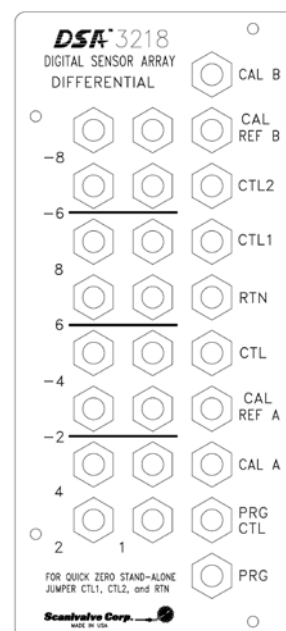 DSA™ 3218
DIGITAL SENSOR ARRAY
DIFFERENTIAL
CAL B
CAL
REF B
-8
CTL2
-6
CTL1
8
RTN
6
CTL
-4
CAL
REF A
-2
CAL A
4
PRG
CTL
2 1
PRG
FOR QUICK ZERO STAND-ALONE
JUMPER CTL1, CTL2, and RTN
Scanivalve Corp.
MADE IN USA